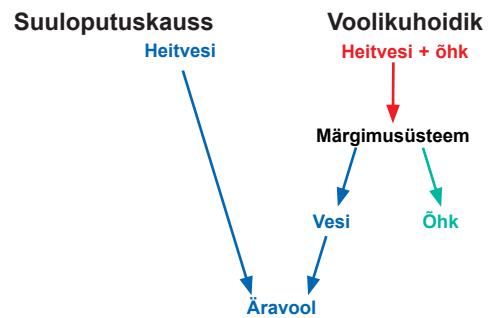 Suuloputuskauss
Voolikuhoidik
Heitvesi
Heitvesi + õhk
Märgimusüsteem
Vesi
Õhk
Äravool